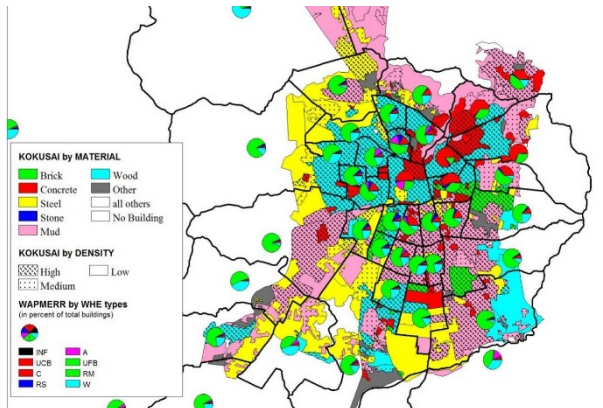 KOKUSAI by MATERIAL
Brick Wood
Concrete Other
Steel all others
Stone No Building
Mud
KOKUSAI by DENSITY
High Low
Medium
WAPMERR by WHE types
(in percent of total buildings)
INF A
UCB UFB
C RM
RS W